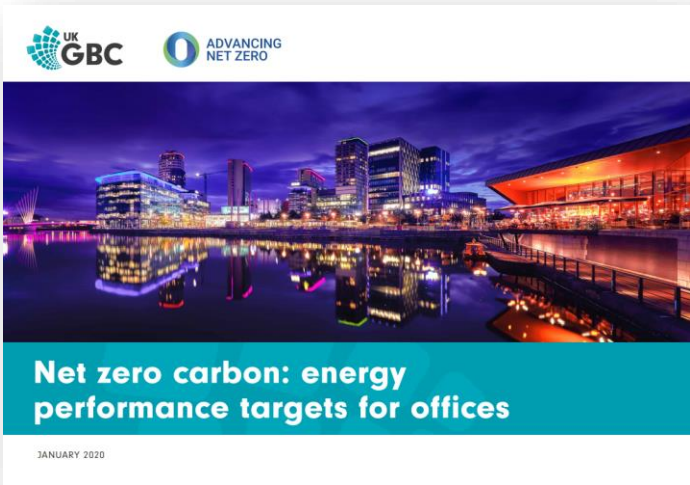 UK
GBC
ADVANCING
NET ZERO
Net zero carbon: energy
performance targets for offices
JANUARY 2020